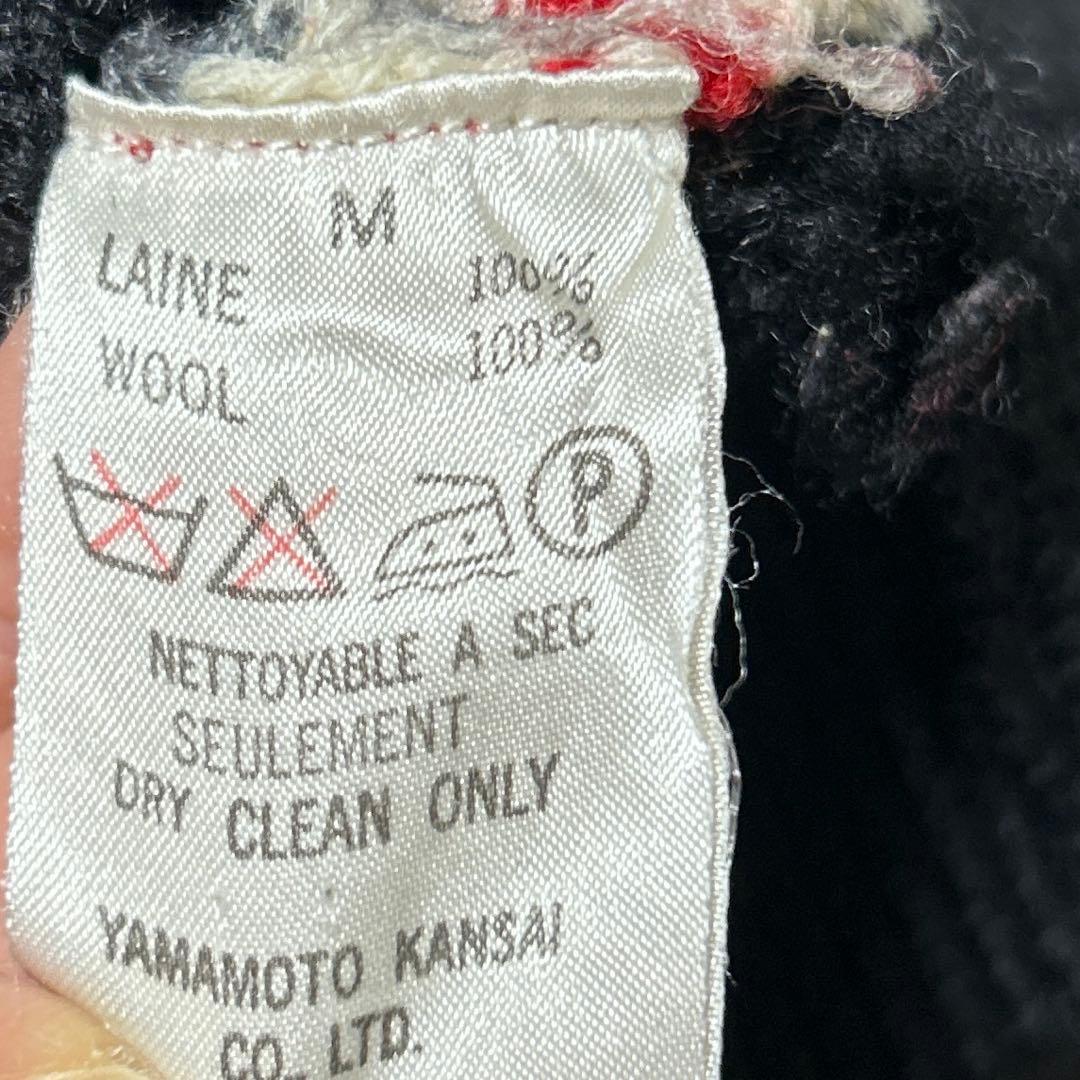 M
LAINE 100%
WOOL 100%
P
NETTOYABLE A SEC
SEULEMENT
DRY CLEAN ONLY
YAMAMOTO KANSAI
CO. LTD.